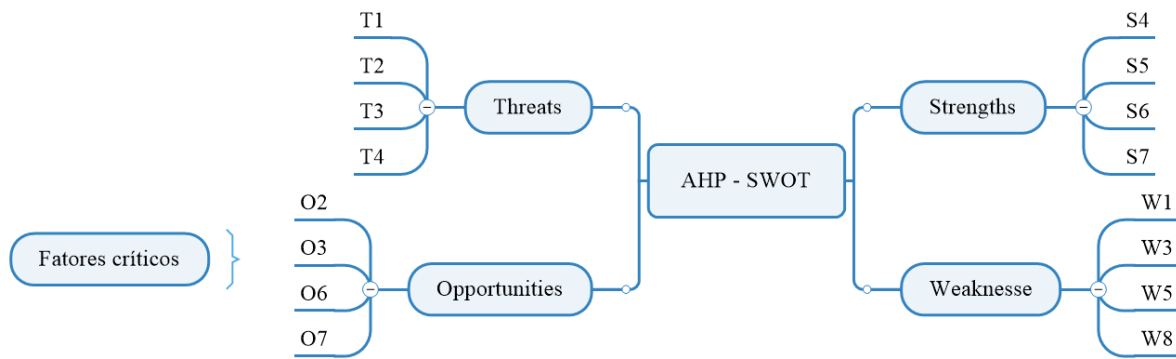 T1
T2
T3
T4
Threats
O2
O3
O6
O7
Opportunities
Fatores críticos
AHP - SWOT
Strengths
S4
S5
S6
S7
Weaknesse
W1
W3
W5
W8